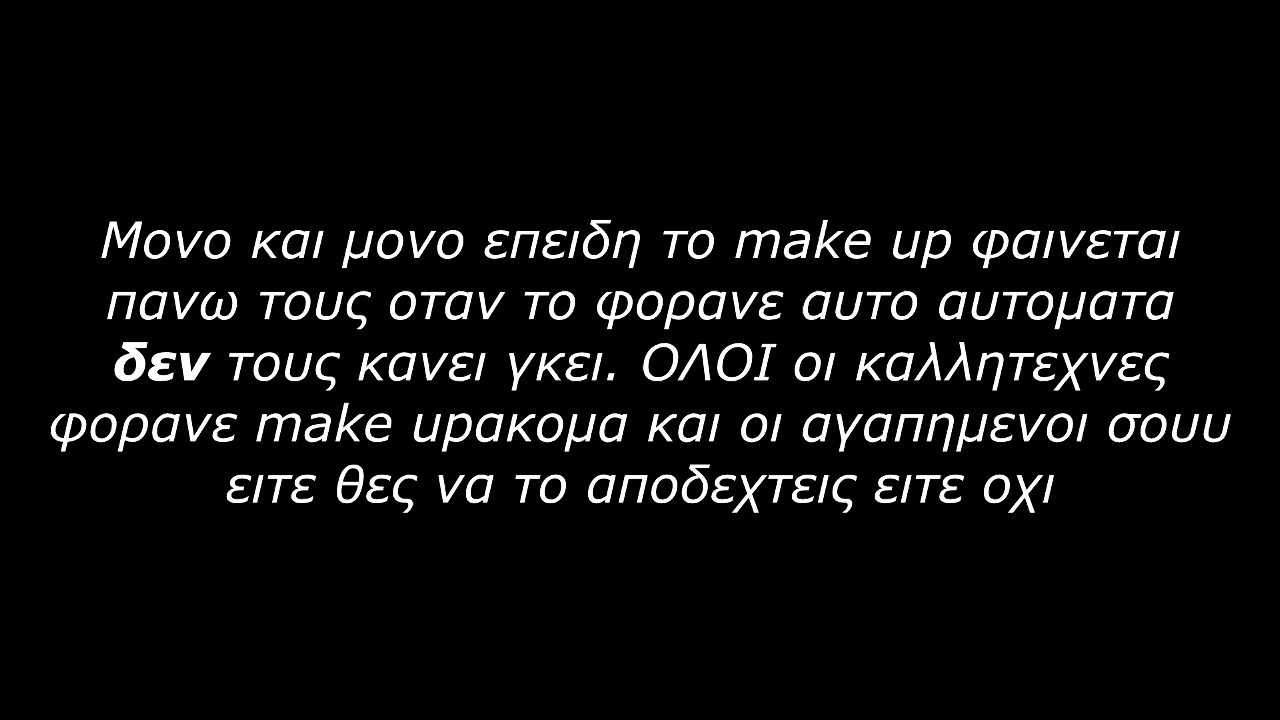 Μονο και μονο επειδη το make up φαινεται
πανω τους οταν το φορανε αυτο αυτοματα
δεν τους κανει γκει. ΟΛΟΙ οι καλλητεχνες
φορανε make upακομα και οι αγαπημενοι σουυ
ειτε θες να το αποδεχτεις ειτε οχι